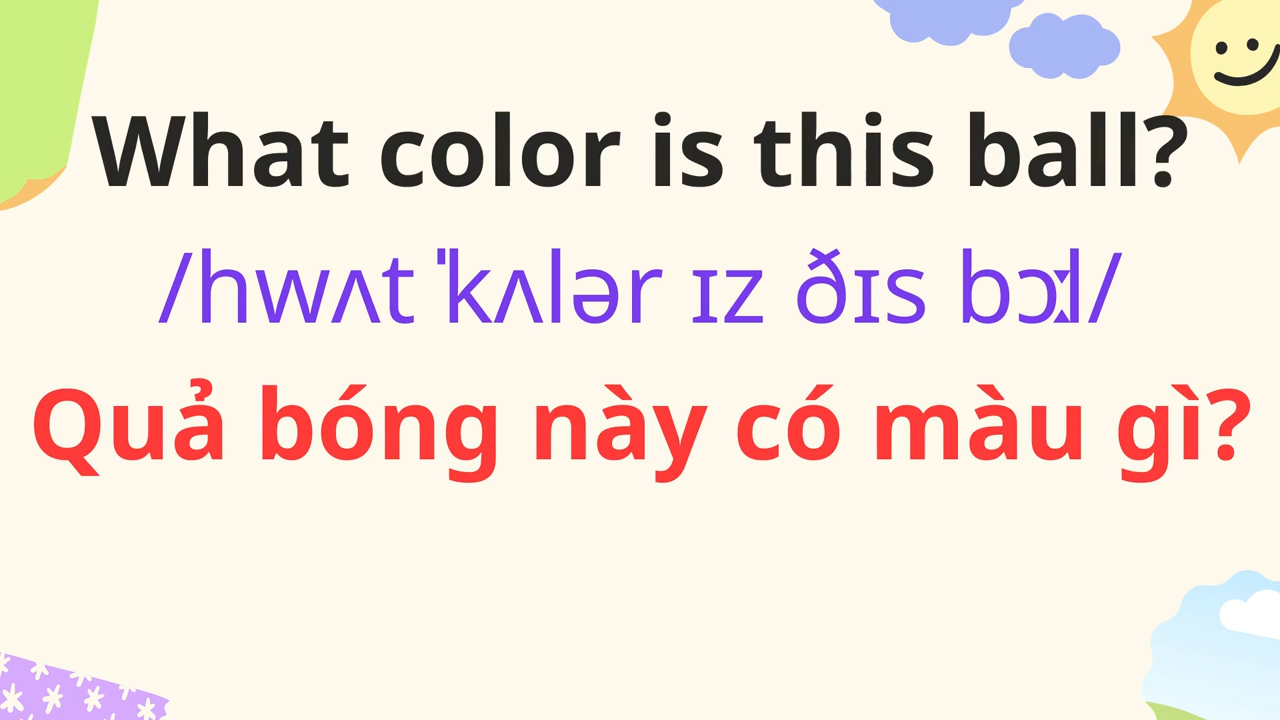 What color is this ball?
/hwʌt ˈkʌlər ɪz ðɪs bɔːl/
Quả bóng này có màu gì?